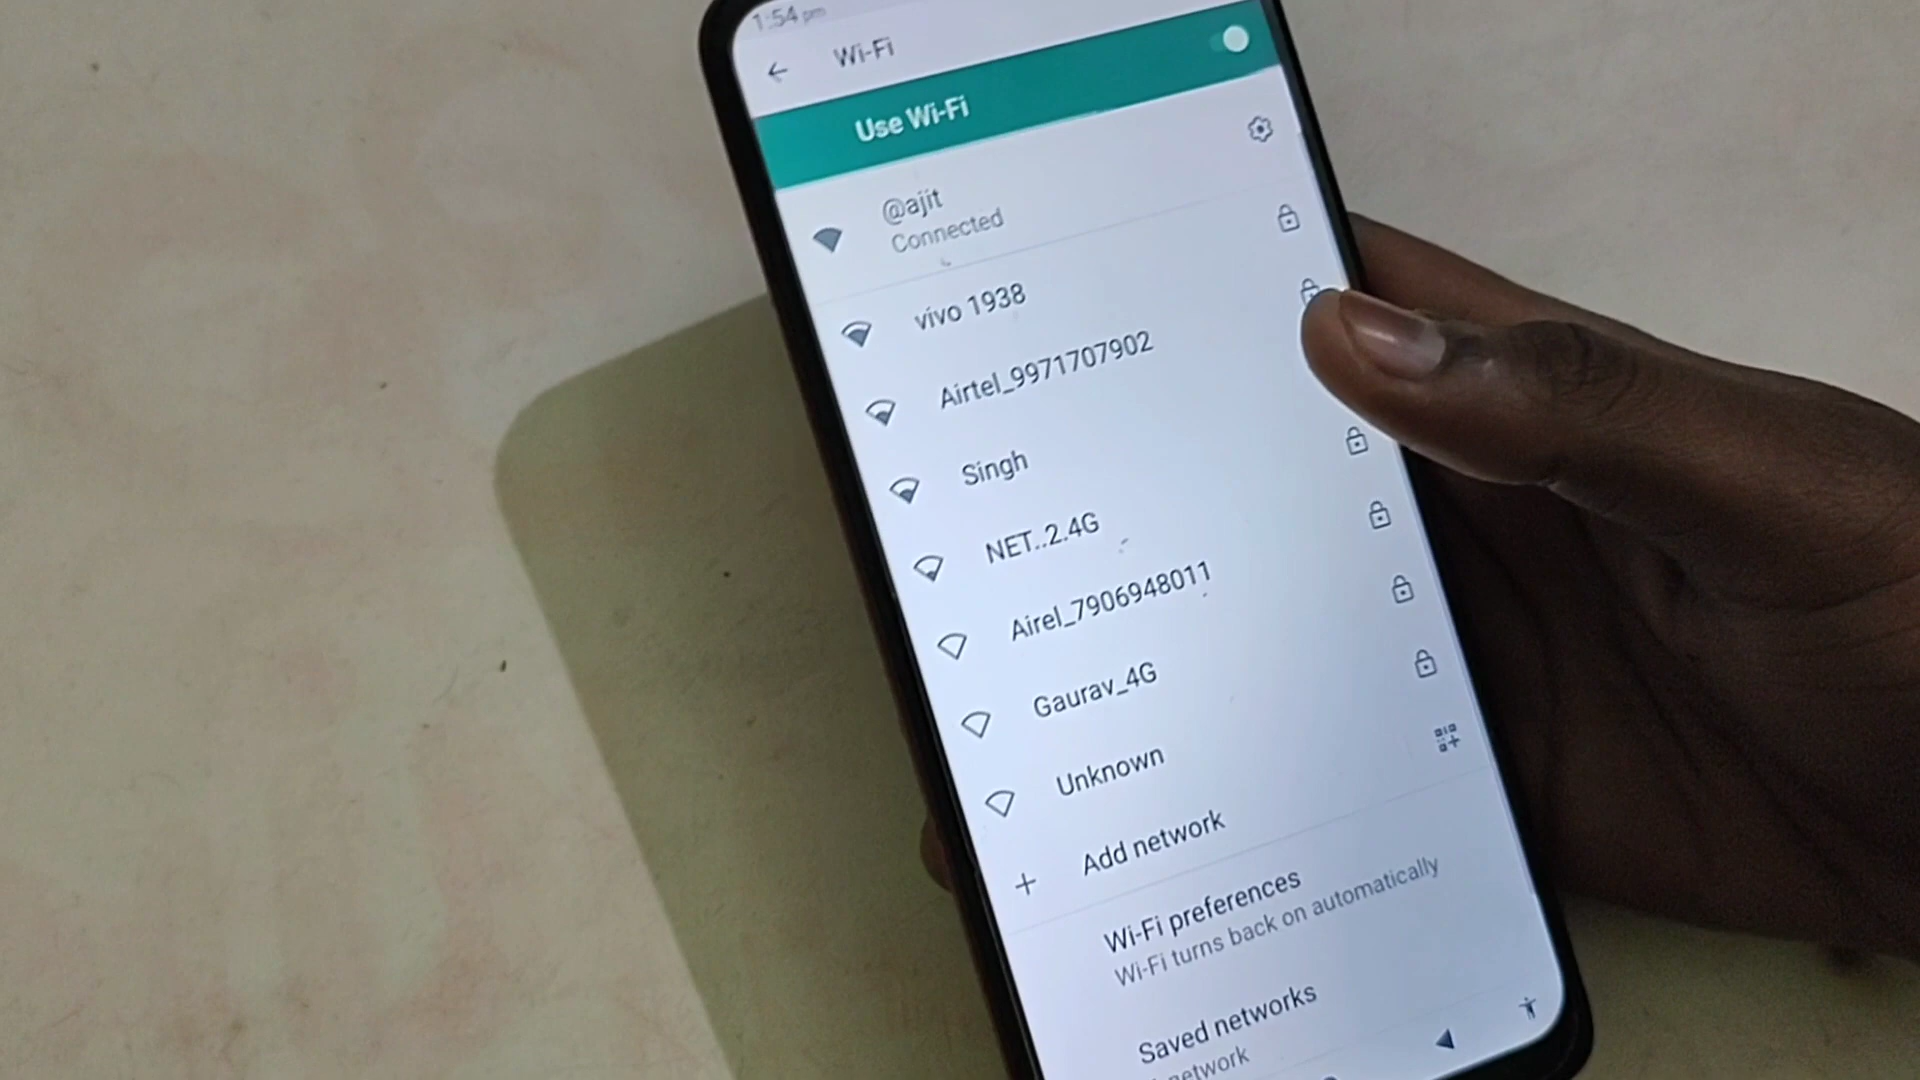 1:54 pm
Wi-Fi
Use Wi-Fi
@ajit
Connected
vivo 1938
Airtel_9971707902
Singh
NET..2.4G
Airel_7906948011
Gaurav_4G
Unknown
Add network
Wi-Fi preferences
Wi-Fi turns back on automatically
Saved networks
network